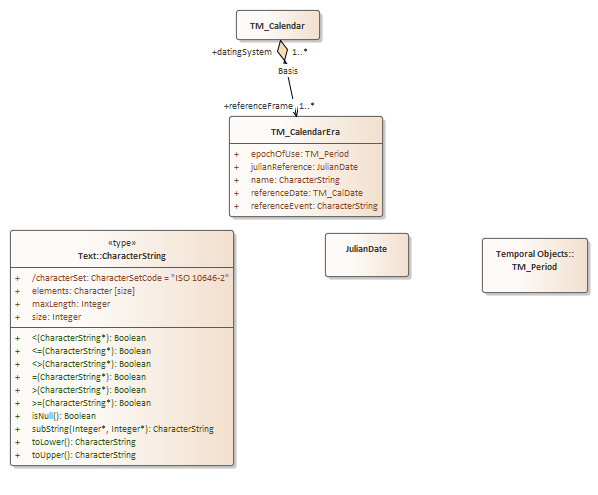 TM_Calendar
+datingSystem 1..*
Basis
+referenceFrame 1..*
TM_CalendarEra
+ epochOfUse: TM_Period
+ julianReference: JulianDate
+ name: CharacterString
+ referenceDate: TM_CalDate
+ referenceEvent: CharacterString
«type»
Text::CharacterString
+ /characterSet: CharacterSetCode = "ISO 10646-2"
+ elements: Character [size]
+ maxLength: Integer
+ size: Integer
+ <(CharacterString*): Boolean
+ <=(CharacterString*): Boolean
+ <>(CharacterString*): Boolean
+ =(CharacterString*): Boolean
+ >(CharacterString*): Boolean
+ >=(CharacterString*): Boolean
+ isNull(): Boolean
+ subString(Integer*, Integer*): CharacterString
+ toLower(): CharacterString
+ toUpper(): CharacterString
JulianDate
Temporal Objects::
TM_Period